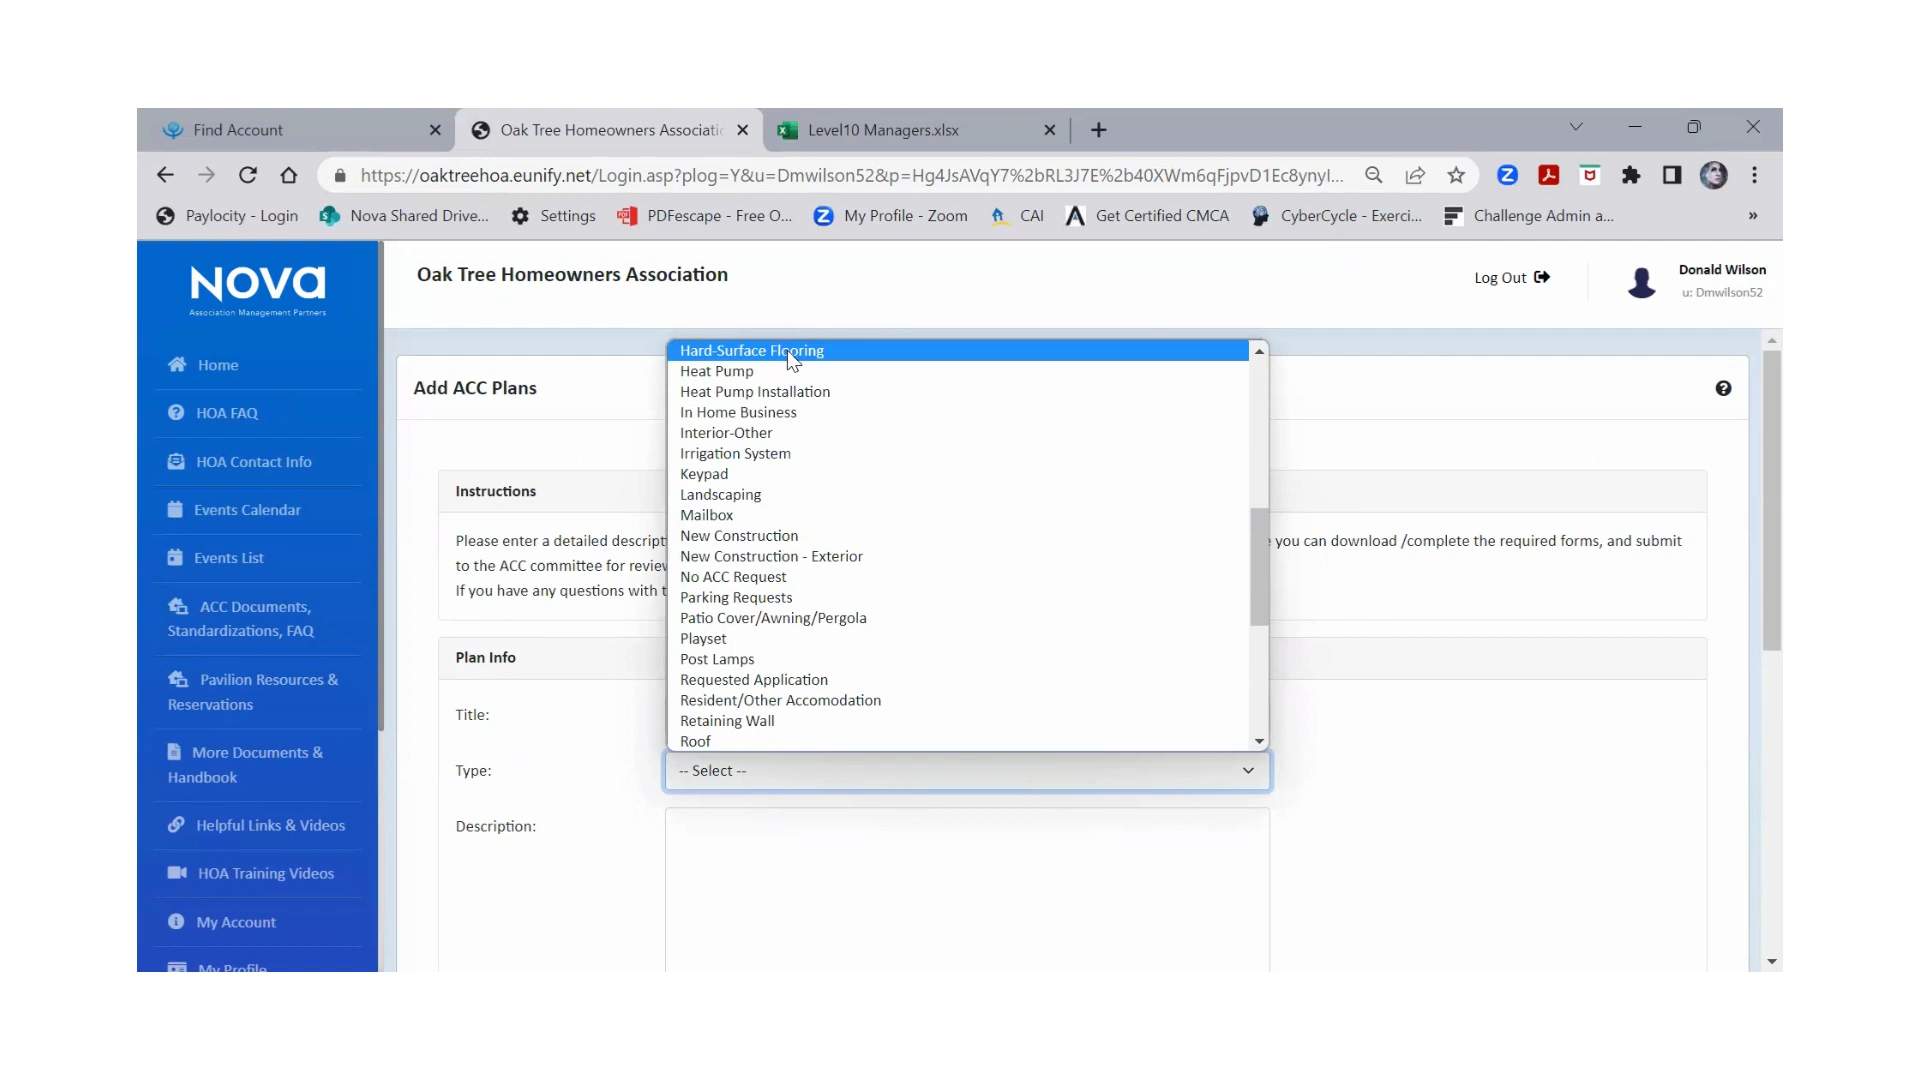 Find Account
Oak Tree Homeowners Associatic
Level10 Managers.xlsx
https://oaktreehoa.eunify.net/Login.asp?plog=Y&u=Dmwilson52&p=Hg4JsAVqY7%2bRL3J7E%2b40XWm6qFjpvD1Ec8ynyI...
Paylocity - Login
Nova Shared Drive...
Settings
PDFescape - Free O...
My Profile - Zoom
CAI
Get Certified CMCA
CyberCycle - Exerci...
Challenge Admin a...
»
NOVA
Association Management Partners
Oak Tree Homeowners Association
Log Out
Donald Wilson
u: Dmwilson52
Home
HOA FAQ
HOA Contact Info
Events Calendar
Events List
ACC Documents,
Standardizations, FAQ
Pavilion Resources &
Reservations
More Documents &
Handbook
Helpful Links & Videos
HOA Training Videos
My Account
My Profile
Add ACC Plans
Instructions
Please enter a detailed descript
you can download /complete the required forms, and submit
to the ACC committee for review
If you have any questions with t
Plan Info
Title:
Type:
Description:
Hard-Surface Flooring
Heat Pump
Heat Pump Installation
In Home Business
Interior-Other
Irrigation System
Keypad
Landscaping
Mailbox
New Construction
New Construction - Exterior
No ACC Request
Parking Requests
Patio Cover/Awning/Pergola
Playset
Post Lamps
Requested Application
Resident/Other Accomodation
Retaining Wall
Roof
-- Select --